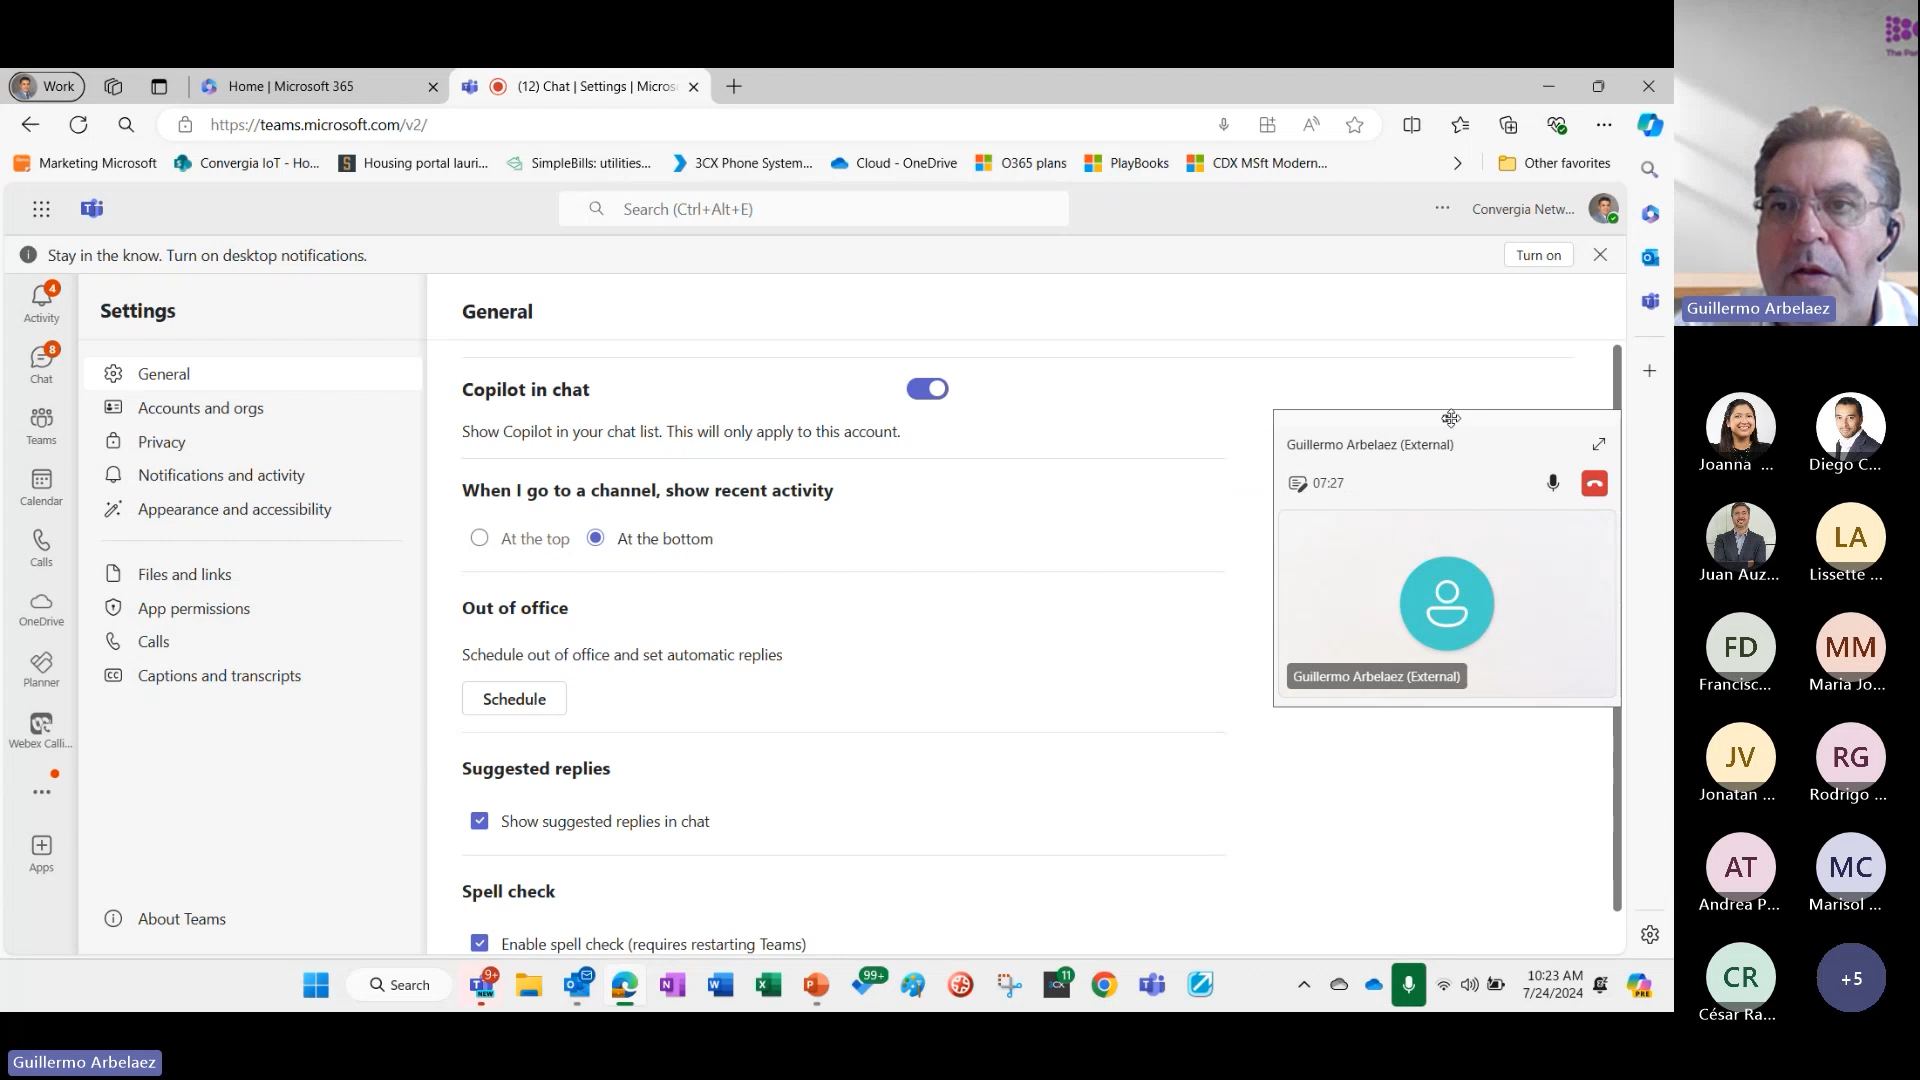 Work
Home | Microsoft 365
(12) Chat | Settings | Micros
https://teams.microsoft.com/v2/
Marketing Microsoft
Convergia IoT - Ho...
Housing portal lauri...
SimpleBills: utilities...
3CX Phone System...
Cloud - OneDrive
O365 plans
PlayBooks
CDX MSft Modern...
Other favorites
Search (Ctrl+Alt+E)
Convergia Netw...
Stay in the know. Turn on desktop notifications.
Turn on
4
Activity
8
Chat
Teams
Calendar
Calls
OneDrive
Planner
Webex Calli...
Apps
Settings
General
Accounts and orgs
Privacy
Notifications and activity
Appearance and accessibility
Files and links
App permissions
Calls
Captions and transcripts
About Teams
General
Copilot in chat
Show Copilot in your chat list. This will only apply to this account.
When I go to a channel, show recent activity
At the top
At the bottom
Out of office
Schedule out of office and set automatic replies
Schedule
Suggested replies
Show suggested replies in chat
Spell check
Enable spell check (requires restarting Teams)
Guillermo Arbelaez (External)
07:27
Guillermo Arbelaez (External)
Search
9+
NEW
99+
11
10:23 AM
7/24/2024
PRE
Guillermo Arbelaez
Guillermo Arbelaez
Joanna ...
Diego C...
Juan Auz...
LA
Lissette ...
FD
Francisc...
MM
Maria Jo...
JV
Jonatan ...
RG
Rodrigo ...
AT
Andrea P...
MC
Marisol ...
CR
César Ra...
+5